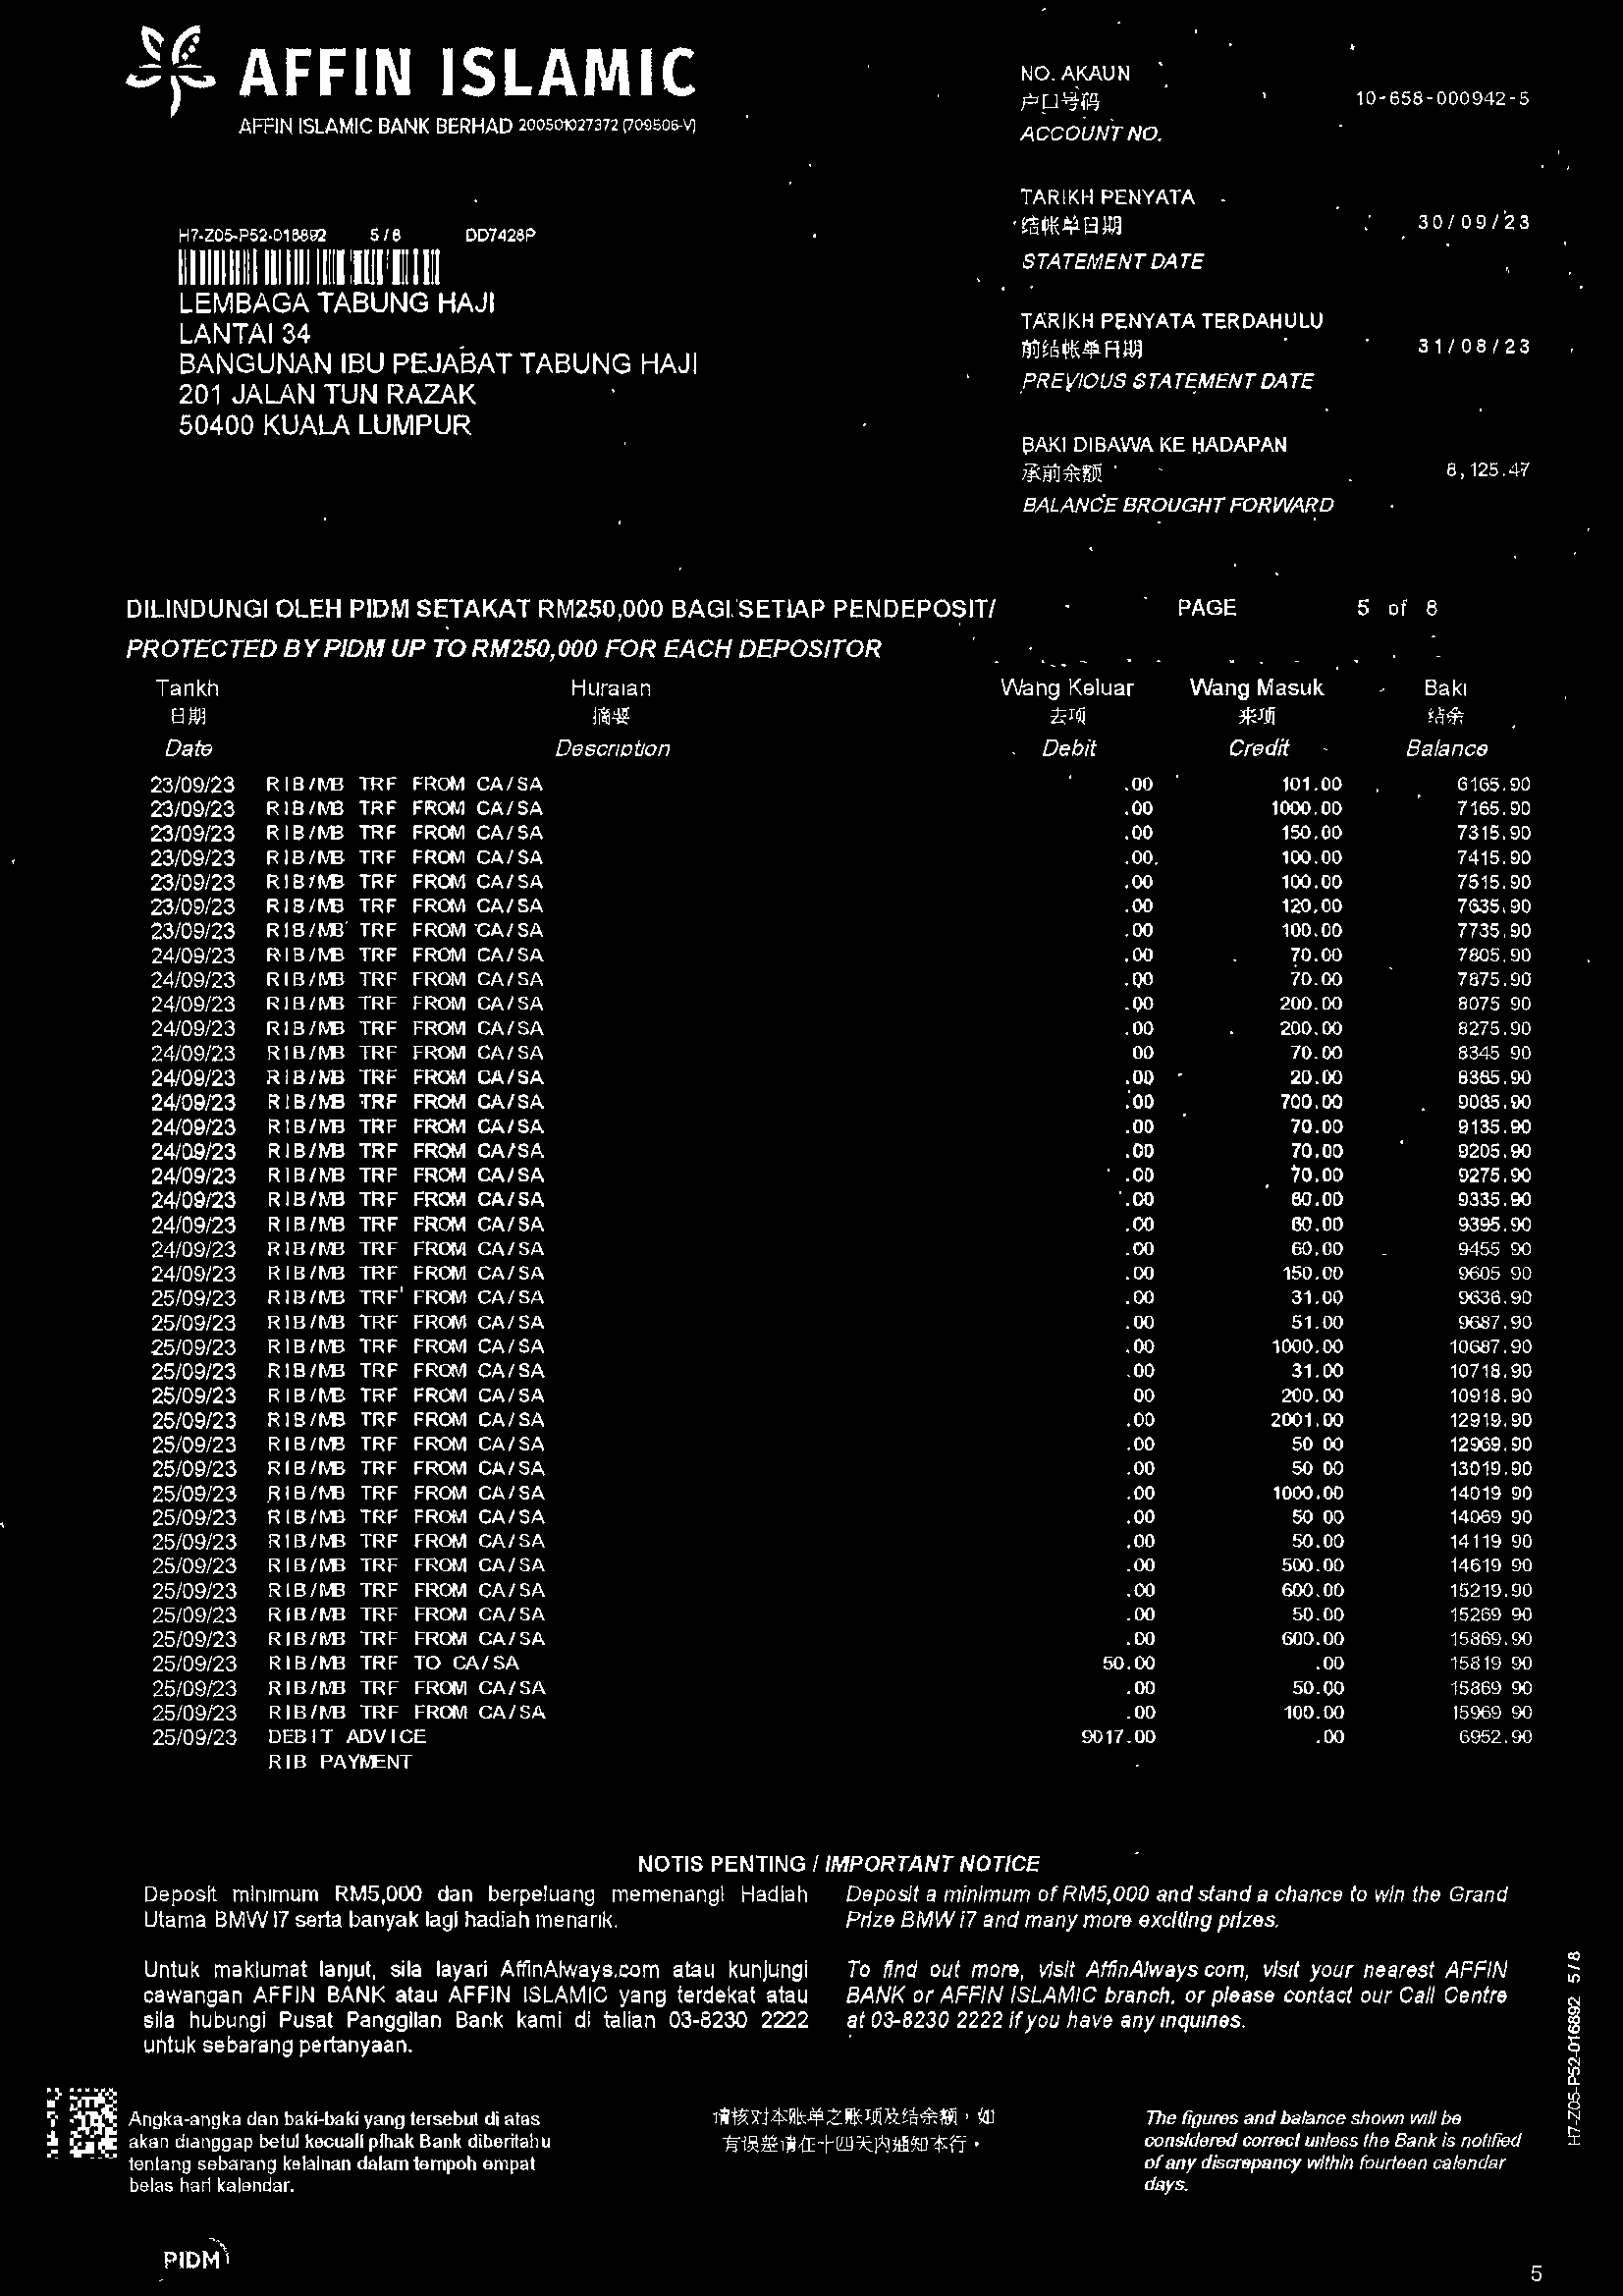 AFFIN ISLAMIC
AFFIN ISLAMIC BANK BERHAD 200501027372 (709506-V)
NO. AKAUN
户口号码
ACCOUNT NO.
10-658-000942-5
TARIKH PENYATA
结帐单日期
STATEMENT DATE
30/09/23
H7-Z05-P52-016892 5/8 DD7428P
LEMBAGA TABUNG HAJI
LANTAI 34
BANGUNAN IBU PEJABAT TABUNG HAJI
201 JALAN TUN RAZAK
50400 KUALA LUMPUR
TARIKH PENYATA TERDAHULU
前结帐单日期
PREVIOUS STATEMENT DATE
31/08/23
BAKI DIBAWA KE HADAPAN
承前余额
BALANCE BROUGHT FORWARD
8,125.47
DILINDUNGI OLEH PIDM SETAKAT RM250,000 BAGI SETIAP PENDEPOSIT/ PAGE 5 of 8
PROTECTED BY PIDM UP TO RM250,000 FOR EACH DEPOSITOR
Tarikh Huraian Wang Keluar Wang Masuk Baki
日期 摘要 去项 来项 结余
Date Description Debit Credit Balance
23/09/23 RIB/MB TRF FROM CA/SA .00 101.00 6165.90
23/09/23 RIB/MB TRF FROM CA/SA .00 1000.00 7165.90
23/09/23 RIB/MB TRF FROM CA/SA .00 150.00 7315.90
23/09/23 RIB/MB TRF FROM CA/SA .00 100.00 7415.90
23/09/23 RIB/MB TRF FROM CA/SA .00 100.00 7515.90
23/09/23 RIB/MB TRF FROM CA/SA .00 120.00 7635.90
23/09/23 RIB/MB TRF FROM CA/SA .00 100.00 7735.90
24/09/23 RIB/MB TRF FROM CA/SA .00 70.00 7805.90
24/09/23 RIB/MB TRF FROM CA/SA .00 70.00 7875.90
24/09/23 RIB/MB TRF FROM CA/SA .00 200.00 8075.90
24/09/23 RIB/MB TRF FROM CA/SA .00 200.00 8275.90
24/09/23 RIB/MB TRF FROM CA/SA .00 70.00 8345.90
24/09/23 RIB/MB TRF FROM CA/SA .00 20.00 8365.90
24/09/23 RIB/MB TRF FROM CA/SA .00 700.00 9065.90
24/09/23 RIB/MB TRF FROM CA/SA .00 70.00 9135.90
24/09/23 RIB/MB TRF FROM CA/SA .00 70.00 9205.90
24/09/23 RIB/MB TRF FROM CA/SA .00 70.00 9275.90
24/09/23 RIB/MB TRF FROM CA/SA .00 60.00 9335.90
24/09/23 RIB/MB TRF FROM CA/SA .00 60.00 9395.90
24/09/23 RIB/MB TRF FROM CA/SA .00 60.00 9455.90
24/09/23 RIB/MB TRF FROM CA/SA .00 150.00 9605.90
25/09/23 RIB/MB TRF FROM CA/SA .00 31.00 9636.90
25/09/23 RIB/MB TRF FROM CA/SA .00 51.00 9687.90
25/09/23 RIB/MB TRF FROM CA/SA .00 1000.00 10687.90
25/09/23 RIB/MB TRF FROM CA/SA .00 31.00 10718.90
25/09/23 RIB/MB TRF FROM CA/SA .00 200.00 10918.90
25/09/23 RIB/MB TRF FROM CA/SA .00 2001.00 12919.90
25/09/23 RIB/MB TRF FROM CA/SA .00 50.00 12969.90
25/09/23 RIB/MB TRF FROM CA/SA .00 50.00 13019.90
25/09/23 RIB/MB TRF FROM CA/SA .00 1000.00 14019.90
25/09/23 RIB/MB TRF FROM CA/SA .00 50.00 14069.90
25/09/23 RIB/MB TRF FROM CA/SA .00 50.00 14119.90
25/09/23 RIB/MB TRF FROM CA/SA .00 500.00 14619.90
25/09/23 RIB/MB TRF FROM CA/SA .00 600.00 15219.90
25/09/23 RIB/MB TRF FROM CA/SA .00 50.00 15269.90
25/09/23 RIB/MB TRF FROM CA/SA .00 600.00 15869.90
25/09/23 RIB/MB TRF TO CA/SA 50.00 .00 15819.90
25/09/23 RIB/MB TRF FROM CA/SA .00 50.00 15869.90
25/09/23 RIB/MB TRF FROM CA/SA .00 100.00 15969.90
25/09/23 DEBIT ADVICE 9017.00 .00 6952.90
RIB PAYMENT
NOTIS PENTING / IMPORTANT NOTICE
Deposit minimum RM5,000 dan berpeluang memenangi Hadiah
Utama BMW i7 serta banyak lagi hadiah menarik.
Untuk maklumat lanjut, sila layari AffinAlways.com atau kunjungi
cawangan AFFIN BANK atau AFFIN ISLAMIC yang terdekat atau
sila hubungi Pusat Panggilan Bank kami di talian 03-8230 2222
untuk sebarang pertanyaan.
Deposit a minimum of RM5,000 and stand a chance to win the Grand
Prize BMW i7 and many more exciting prizes.
To find out more, visit AffinAlways.com, visit your nearest AFFIN
BANK or AFFIN ISLAMIC branch, or please contact our Call Centre
at 03-8230 2222 if you have any inquiries.
H7-Z05-P52-016892 5/8
Angka-angka dan baki-baki yang tersebut di atas
akan dianggap betul kecuali pihak Bank diberitahu
tentang sebarang kelainan dalam tempoh empat
belas hari kalendar.
请核对本账单之账项及结余额，如
有误差请在十四天内通知本行。
The figures and balance shown will be
considered correct unless the Bank is notified
of any discrepancy within fourteen calendar
days.
PIDM
5